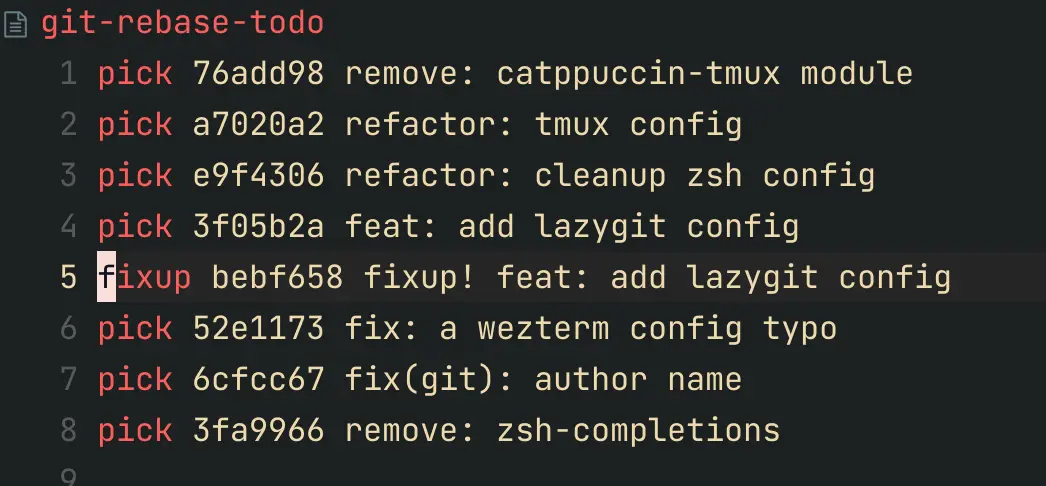 git-rebase-todo
1 pick 76add98 remove: catppuccin-tmux module
2 pick a7020a2 refactor: tmux config
3 pick e9f4306 refactor: cleanup zsh config
4 pick 3f05b2a feat: add lazygit config
5 fixup bebf658 fixup! feat: add lazygit config
6 pick 52e1173 fix: a wezterm config typo
7 pick 6cfcc67 fix(git): author name
8 pick 3fa9966 remove: zsh-completions
9